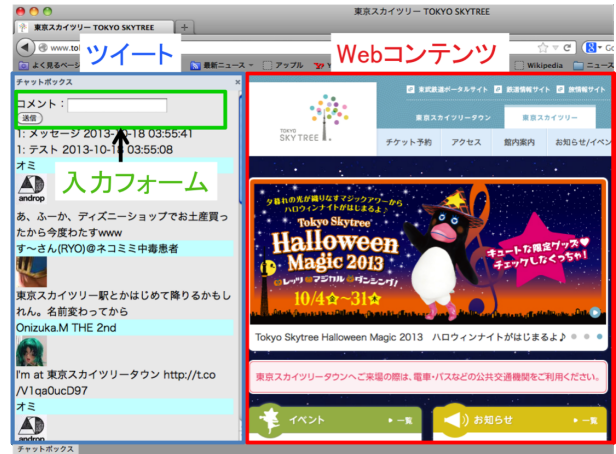 東京スカイツリー TOKYO SKYTREE
東京スカイツリー TOKYO SKYTREE
www.to
ツイート
Webコンテンツ
よく見るペー
最新ニュース
アップル
Wikipedia
ニュース
チャットボックス
コメント:
送信
1: メッセージ 2013-10-18 03:55:41
1: テスト 2013-10-18 03:55:08
入力フォーム
オミ
androp
あ、ふーか、ディズニーショップでお土産買っ
たから今度わたすwww
す〜さん(RYO)@ネコミミ中毒患者
東京スカイツリー駅とかはじめて降りるかもし
れん。名前変わってから
Onizuka.M THE 2nd
I'm at 東京スカイツリータウン http://t.co
/V1qa0ucD97
オミ
androp
チャットボックス
東武鉄道ポータルサイト
鉄道情報サイト
旅情報サイト
TOKYO
SKYTREE
東京スカイツリータウン
東京スカイツリー
チケット予約
アクセス
館内案内
お知らせ/イベン
夕暮れの光が織りなすマジックアワーから
ハロウィンナイトがはじまるよ♪
Tokyo Skytree
Halloween
Magic 2013
レッツ マジカル ダンシング!
10/4金〜31木
キュートな限定グッズ♥
チェックしなくっちゃ!
Tokyo Skytree Halloween Magic 2013 ハロウィンナイトがはじまるよ♪
東京スカイツリータウンへご来場の際は、電車・バスなどの公共交通機関をご利用ください。
イベント
一覧
お知らせ
一覧